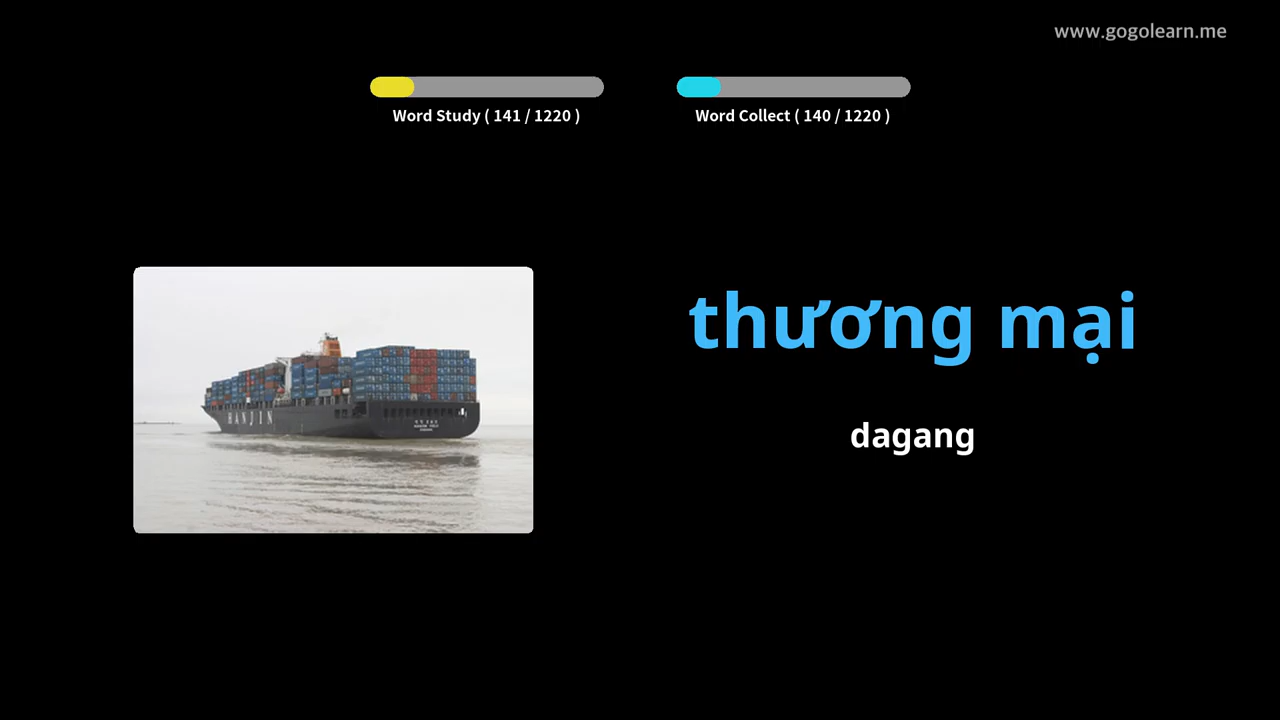 www.gogolearn.me
Word Study ( 141 / 1220 )
Word Collect ( 140 / 1220 )
thương mại
dagang
HANJIN